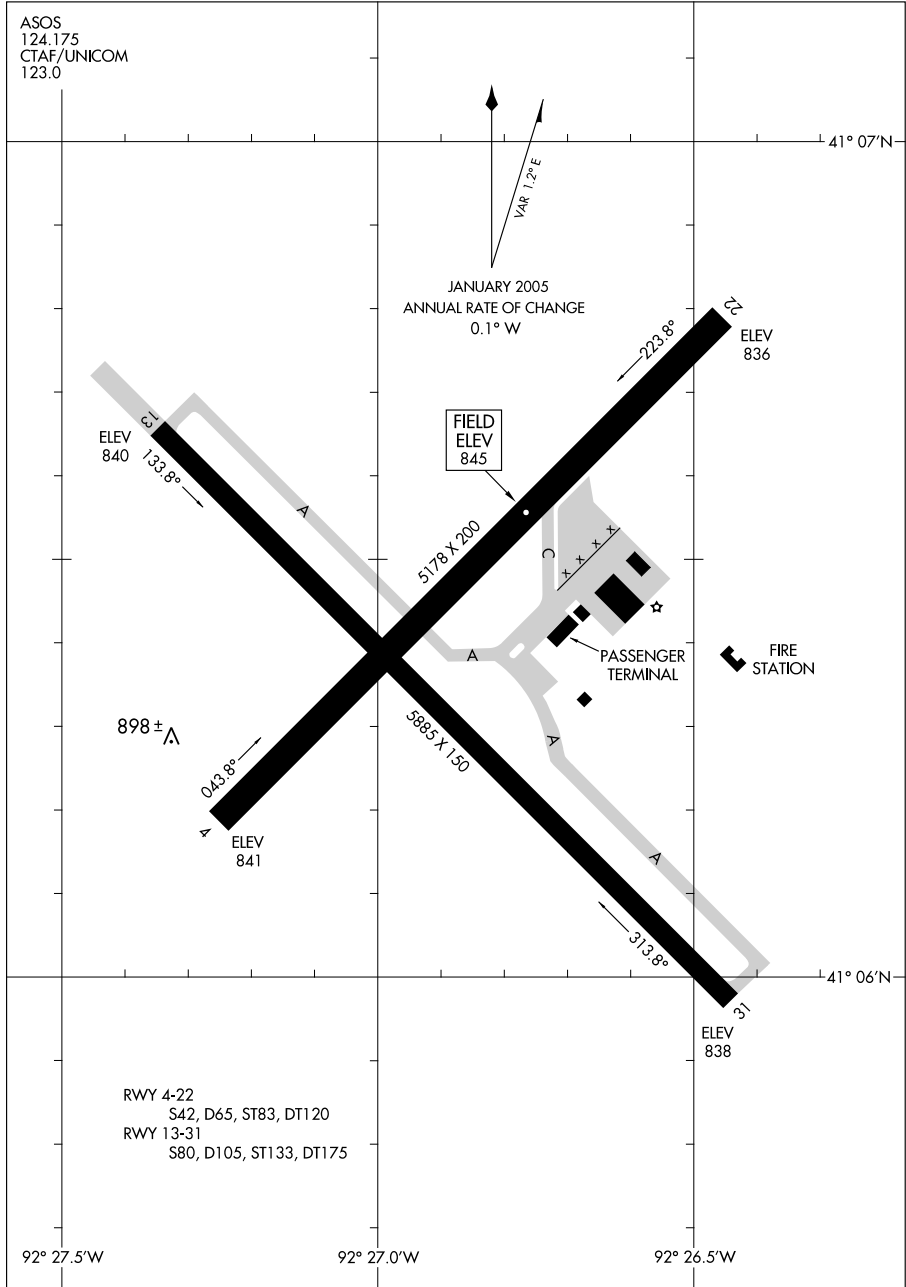 ASOS
124.175
CTAF/UNICOM
123.0
41° 07'N
VAR 1.2° E
JANUARY 2005
ANNUAL RATE OF CHANGE
0.1° W
22
ELEV
836
223.8°
FIELD
ELEV
845
13
ELEV
840
133.8°
A
5178 X 200
C
x x x x
A
PASSENGER
TERMINAL
FIRE
STATION
898 ±
A
5885 X 150
043.8°
4
ELEV
841
A
313.8°
41° 06'N
31
ELEV
838
RWY 4-22
S42, D65, ST83, DT120
RWY 13-31
S80, D105, ST133, DT175
92° 27.5'W
92° 27.0'W
92° 26.5'W